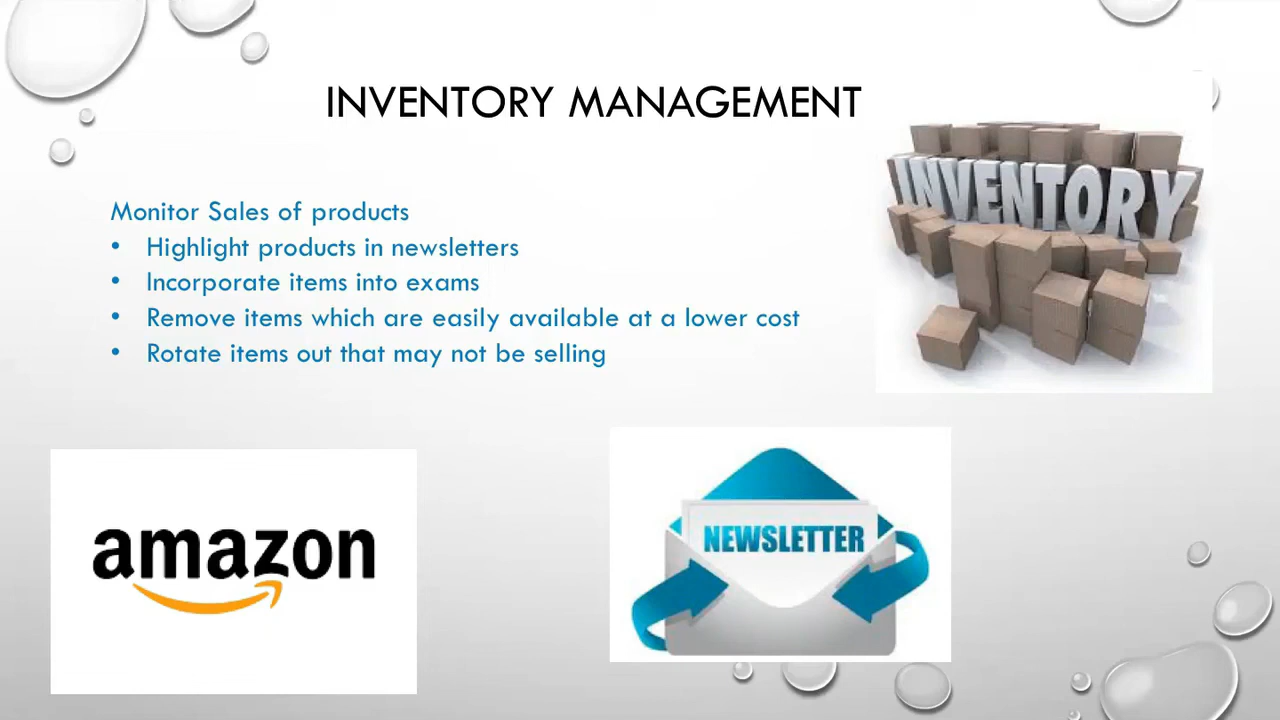 INVENTORY MANAGEMENT
INVENTORY
Monitor Sales of products
• Highlight products in newsletters
• Incorporate items into exams
• Remove items which are easily available at a lower cost
• Rotate items out that may not be selling
amazon
NEWSLETTER